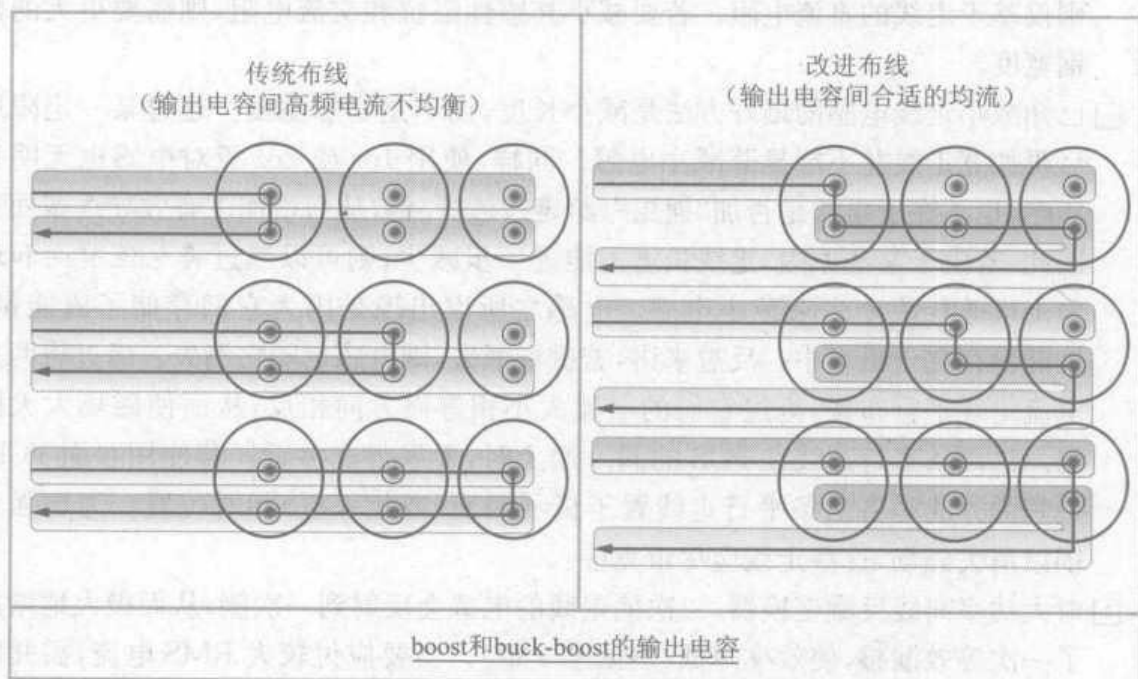 传统布线
（输出电容间高频电流不均衡）
改进布线
（输出电容间合适的均流）
boost和buck-boost的输出电容